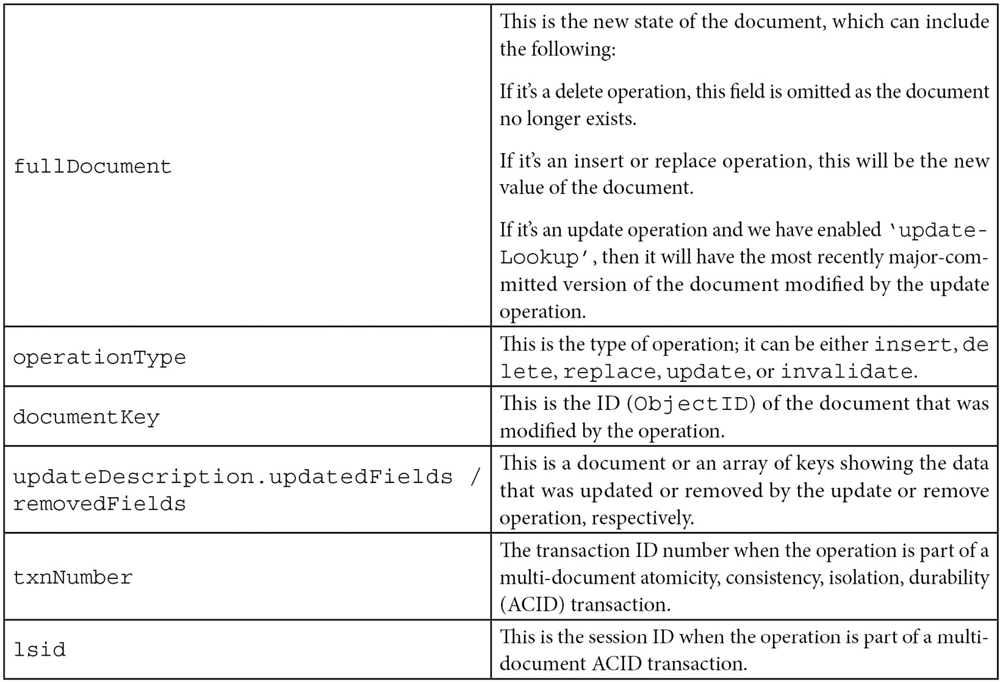 fullDocument
This is the new state of the document, which can include
the following:
If it’s a delete operation, this field is omitted as the document
no longer exists.
If it’s an insert or replace operation, this will be the new
value of the document.
If it’s an update operation and we have enabled ‘update-
Lookup’, then it will have the most recently major-com-
mitted version of the document modified by the update
operation.
operationType
This is the type of operation; it can be either insert, de
lete, replace, update, or invalidate.
documentKey
This is the ID (ObjectID) of the document that was
modified by the operation.
updateDescription.updatedFields /
removedFields
This is a document or an array of keys showing the data
that was updated or removed by the update or remove
operation, respectively.
txnNumber
The transaction ID number when the operation is part of a
multi-document atomicity, consistency, isolation, durability
(ACID) transaction.
lsid
This is the session ID when the operation is part of a multi-
document ACID transaction.